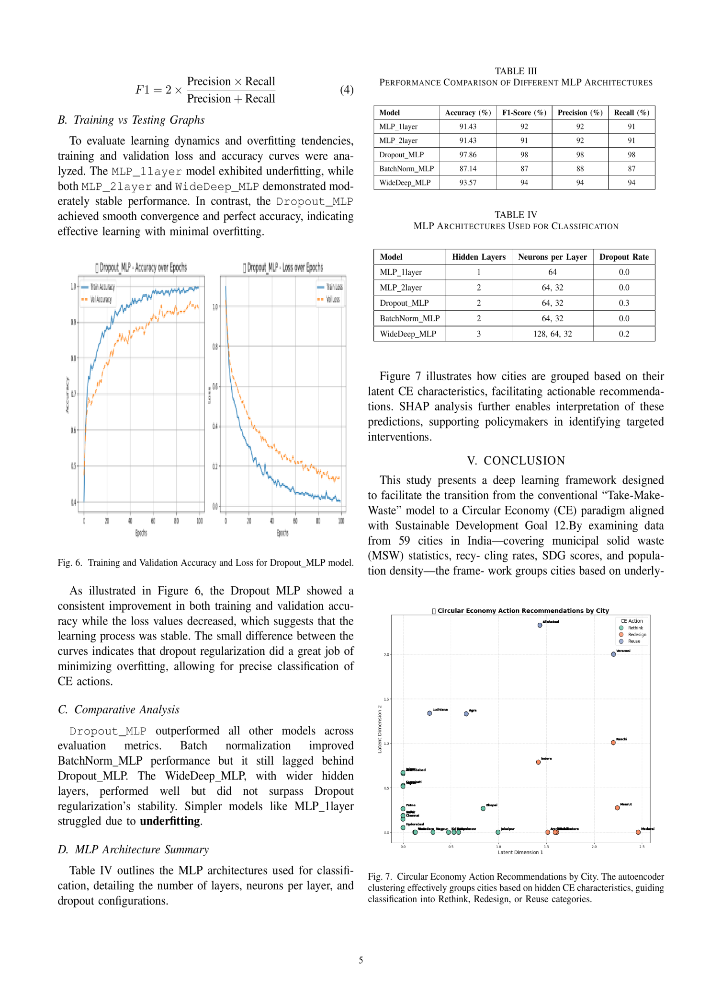 F1 = 2 × Precision × Recall / Precision + Recall (4)
B. Training vs Testing Graphs
To evaluate learning dynamics and overfitting tendencies,
training and validation loss and accuracy curves were ana-
lyzed. The MLP_1layer model exhibited underfitting, while
both MLP_2layer and WideDeep_MLP demonstrated mod-
erately stable performance. In contrast, the Dropout_MLP
achieved smooth convergence and perfect accuracy, indicating
effective learning with minimal overfitting.
Dropout_MLP - Accuracy over Epochs
Train Accuracy
Val Accuracy
1.0
0.9
0.8
0.7
0.6
0.5
0.4
Accuracy
0 20 40 60 80 100
Epochs
Dropout_MLP - Loss over Epochs
Train Loss
Val Loss
1.0
0.8
0.6
0.4
0.2
0.0
Loss
0 20 40 60 80 100
Epochs
Fig. 6. Training and Validation Accuracy and Loss for Dropout_MLP model.
As illustrated in Figure 6, the Dropout MLP showed a
consistent improvement in both training and validation accu-
racy while the loss values decreased, which suggests that the
learning process was stable. The small difference between the
curves indicates that dropout regularization did a great job of
minimizing overfitting, allowing for precise classification of
CE actions.
C. Comparative Analysis
Dropout_MLP outperformed all other models across
evaluation metrics. Batch normalization improved
BatchNorm_MLP performance but it still lagged behind
Dropout_MLP. The WideDeep_MLP, with wider hidden
layers, performed well but did not surpass Dropout
regularization's stability. Simpler models like MLP_1layer
struggled due to underfitting.
D. MLP Architecture Summary
Table IV outlines the MLP architectures used for classifi-
cation, detailing the number of layers, neurons per layer, and
dropout configurations.
TABLE III
PERFORMANCE COMPARISON OF DIFFERENT MLP ARCHITECTURES
Model Accuracy (%) F1-Score (%) Precision (%) Recall (%)
MLP_1layer 91.43 92 92 91
MLP_2layer 91.43 91 92 91
Dropout_MLP 97.86 98 98 98
BatchNorm_MLP 87.14 87 88 87
WideDeep_MLP 93.57 94 94 94
TABLE IV
MLP ARCHITECTURES USED FOR CLASSIFICATION
Model Hidden Layers Neurons per Layer Dropout Rate
MLP_1layer 1 64 0.0
MLP_2layer 2 64, 32 0.0
Dropout_MLP 2 64, 32 0.3
BatchNorm_MLP 2 64, 32 0.0
WideDeep_MLP 3 128, 64, 32 0.2
Figure 7 illustrates how cities are grouped based on their
latent CE characteristics, facilitating actionable recommenda-
tions. SHAP analysis further enables interpretation of these
predictions, supporting policymakers in identifying targeted
interventions.
V. CONCLUSION
This study presents a deep learning framework designed
to facilitate the transition from the conventional “Take-Make-
Waste” model to a Circular Economy (CE) paradigm aligned
with Sustainable Development Goal 12.By examining data
from 59 cities in India—covering municipal solid waste
(MSW) statistics, recy- cling rates, SDG scores, and popula-
tion density—the frame- work groups cities based on underly-
Circular Economy Action Recommendations by City
CE Action
Rethink
Redesign
Reuse
Allahabad
Varanasi
Ludhiana
Agra
Ranchi
Indore
Patna
Bhopal
Meerut
Chennai
Hyderabad
Nagpur
Jabalpur
Madurai
2.0
1.5
1.0
0.5
0.0
Latent Dimension 2
0.0 0.5 1.0 1.5 2.0 2.5
Latent Dimension 1
Fig. 7. Circular Economy Action Recommendations by City. The autoencoder
clustering effectively groups cities based on hidden CE characteristics, guiding
classification into Rethink, Redesign, or Reuse categories.
5